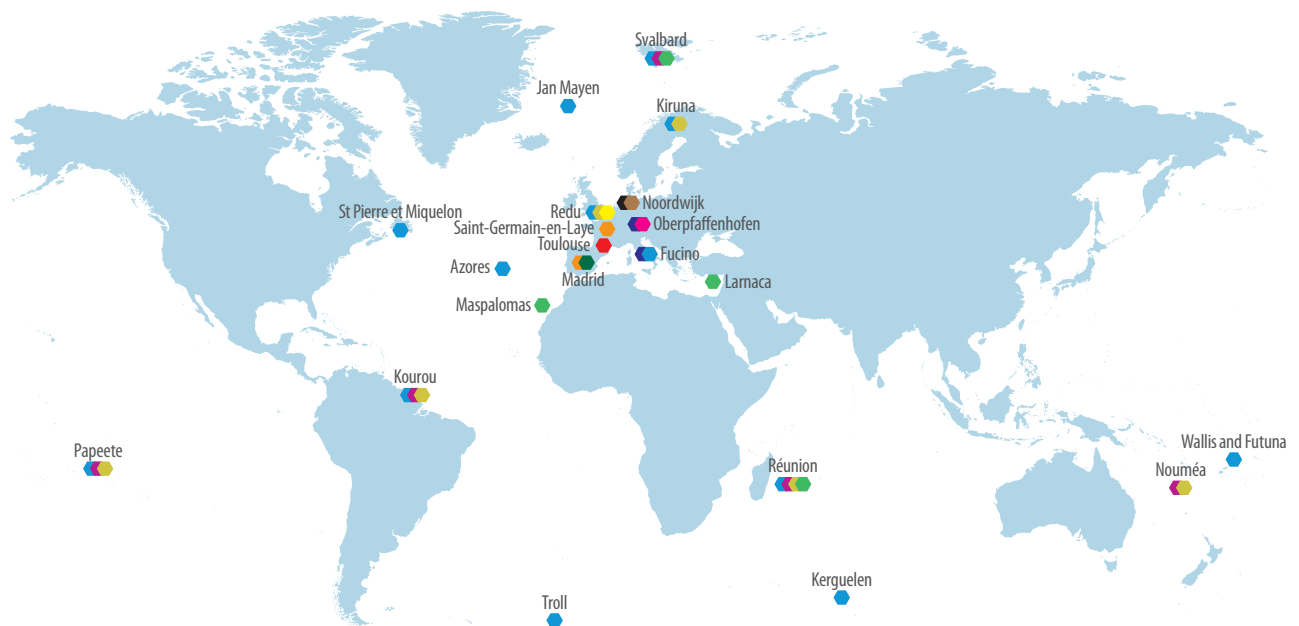 Svalbard
Jan Mayen
Kiruna
Noordwijk
St Pierre et Miquelon
Redu
Oberpfaffenhofen
Saint-Germain-en-Laye
Toulouse
Fucino
Azores
Madrid
Larnaca
Maspalomas
Kourou
Papeete
Wallis and Futuna
Réunion
Nouméa
Kerguelen
Troll